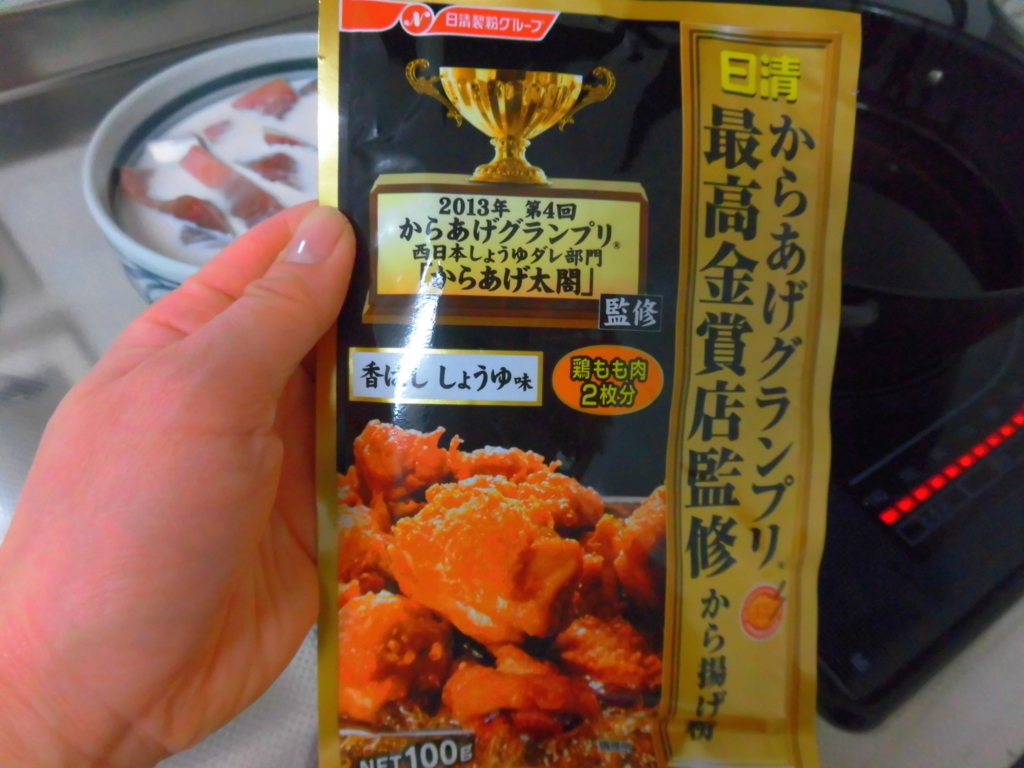 日清製粉グループ
日清
からあげグランプリ®
最高金賞店監修
から揚げ粉
2013年 第4回
からあげグランプリ®
西日本しょうゆダレ部門
「からあげ太閤」
監修
香ばし しょうゆ味
鶏もも肉
2枚分
NET100g